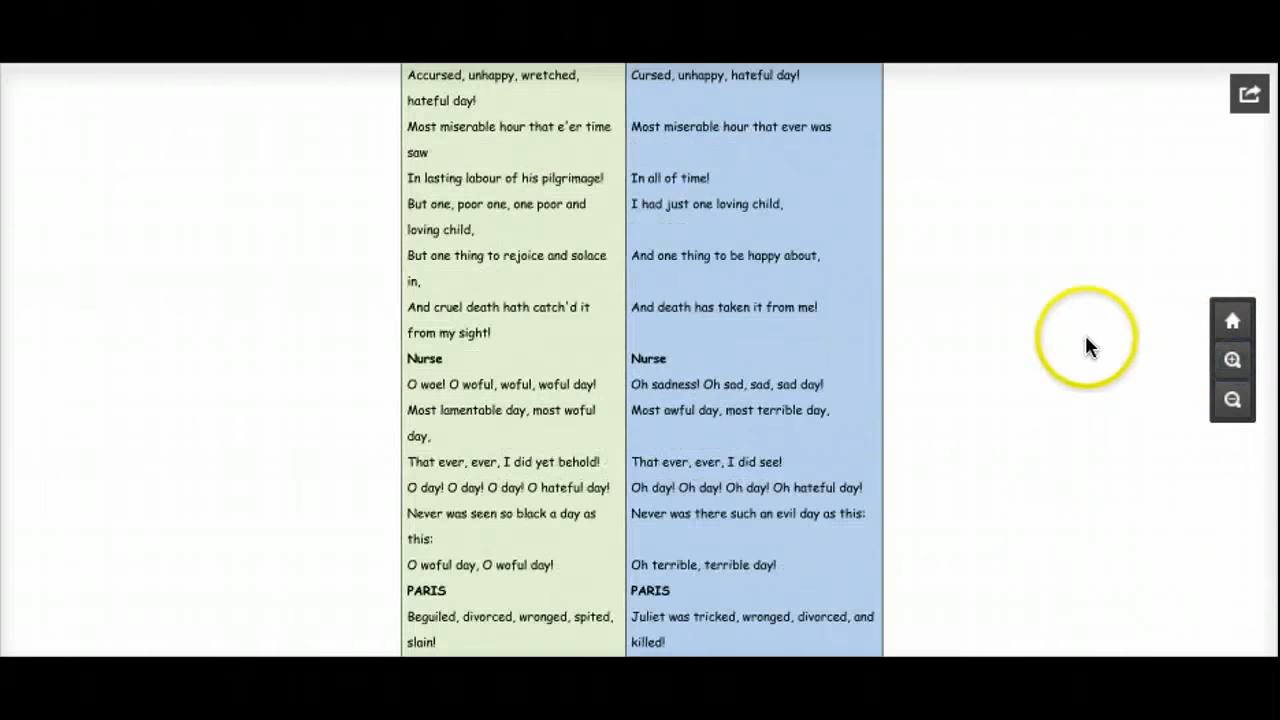 Accursed, unhappy, wretched,
hateful day!
Most miserable hour that e'er time
saw
In lasting labour of his pilgrimage!
But one, poor one, one poor and
loving child,
But one thing to rejoice and solace
in,
And cruel death hath catch'd it
from my sight!
Nurse
O woe! O woful, woful, woful day!
Most lamentable day, most woful
day,
That ever, ever, I did yet behold!
O day! O day! O day! O hateful day!
Never was seen so black a day as
this:
O woful day, O woful day!
PARIS
Beguiled, divorced, wronged, spited,
slain!
Cursed, unhappy, hateful day!
Most miserable hour that ever was
In all of time!
I had just one loving child,
And one thing to be happy about,
And death has taken it from me!
Nurse
Oh sadness! Oh sad, sad, sad day!
Most awful day, most terrible day,
That ever, ever, I did see!
Oh day! Oh day! Oh day! Oh hateful day!
Never was there such an evil day as this:
Oh terrible, terrible day!
PARIS
Juliet was tricked, wronged, divorced, and
killed!